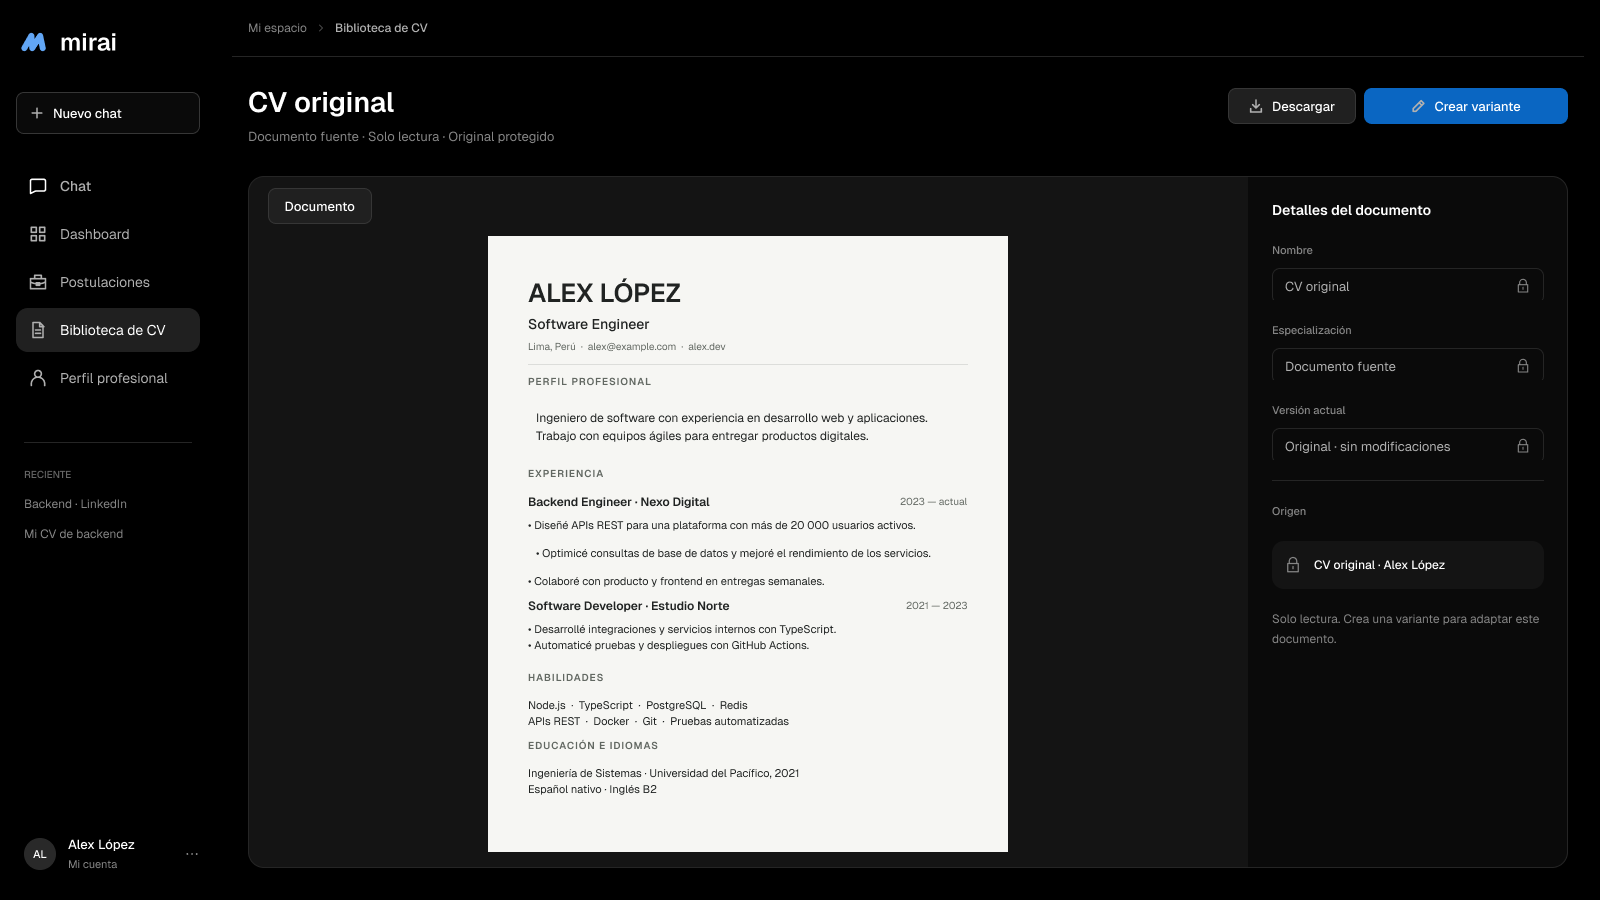 mirai
Nuevo chat
Chat
Dashboard
Postulaciones
Biblioteca de CV
Perfil profesional
RECIENTE
Backend · LinkedIn
Mi CV de backend
AL
Alex López
Mi cuenta
Mi espacio
Biblioteca de CV
CV original
Documento fuente · Solo lectura · Original protegido
Descargar
Crear variante
Documento
ALEX LÓPEZ
Software Engineer
Lima, Perú · alex@example.com · alex.dev
PERFIL PROFESIONAL
Ingeniero de software con experiencia en desarrollo web y aplicaciones.
Trabajo con equipos ágiles para entregar productos digitales.
EXPERIENCIA
Backend Engineer · Nexo Digital 2023 — actual
• Diseñé APIs REST para una plataforma con más de 20 000 usuarios activos.
• Optimicé consultas de base de datos y mejoré el rendimiento de los servicios.
• Colaboré con producto y frontend en entregas semanales.
Software Developer · Estudio Norte 2021 — 2023
• Desarrollé integraciones y servicios internos con TypeScript.
• Automaticé pruebas y despliegues con GitHub Actions.
HABILIDADES
Node.js · TypeScript · PostgreSQL · Redis
APIs REST · Docker · Git · Pruebas automatizadas
EDUCACIÓN E IDIOMAS
Ingeniería de Sistemas · Universidad del Pacífico, 2021
Español nativo · Inglés B2
Detalles del documento
Nombre
CV original
Especialización
Documento fuente
Versión actual
Original · sin modificaciones
Origen
CV original · Alex López
Solo lectura. Crea una variante para adaptar este
documento.